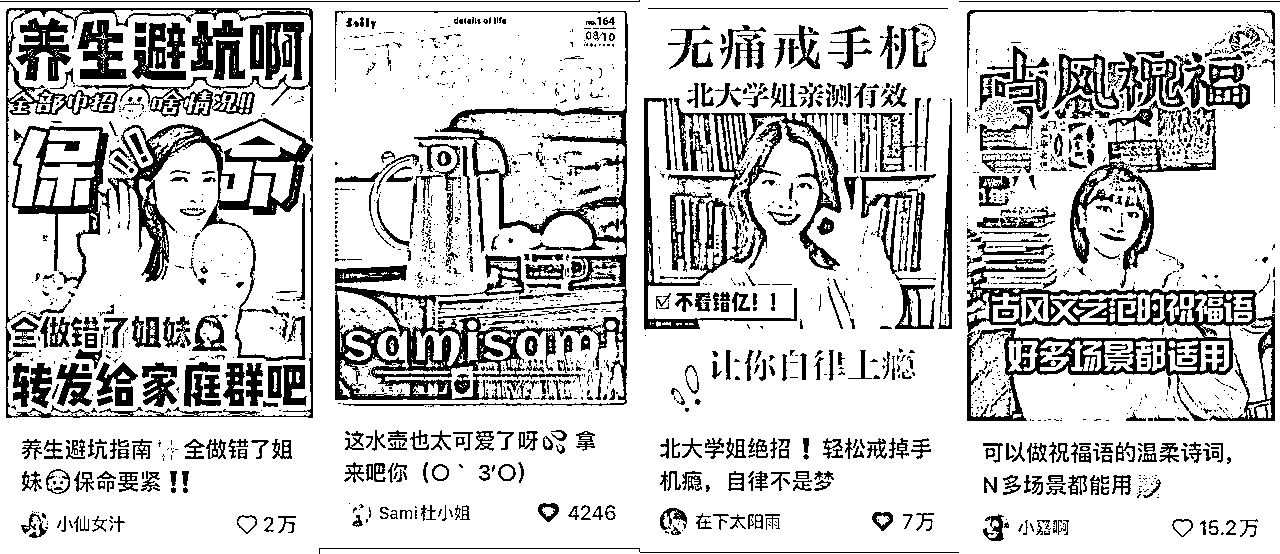 养生避坑啊
全部中招 啥情况!!
保命
全做错了姐妹
转发给家庭群吧
养生避坑指南 全做错了姐
妹 保命要紧 !!
小仙女汁
2万
daily
details of life
no.164
08/10
samisami
这水壶也太可爱了呀 拿
来吧你 (O ` 3′O)
Sami杜小姐
4246
无痛戒手机
北大学姐亲测有效
不看错亿！！
让你自律上瘾
北大学姐绝招！轻松戒掉手
机瘾，自律不是梦
在下太阳雨
7万
古风祝福
古风文艺范的祝福语
好多场景都适用
可以做祝福语的温柔诗词，
N多场景都能用
小嘉啊
15.2万